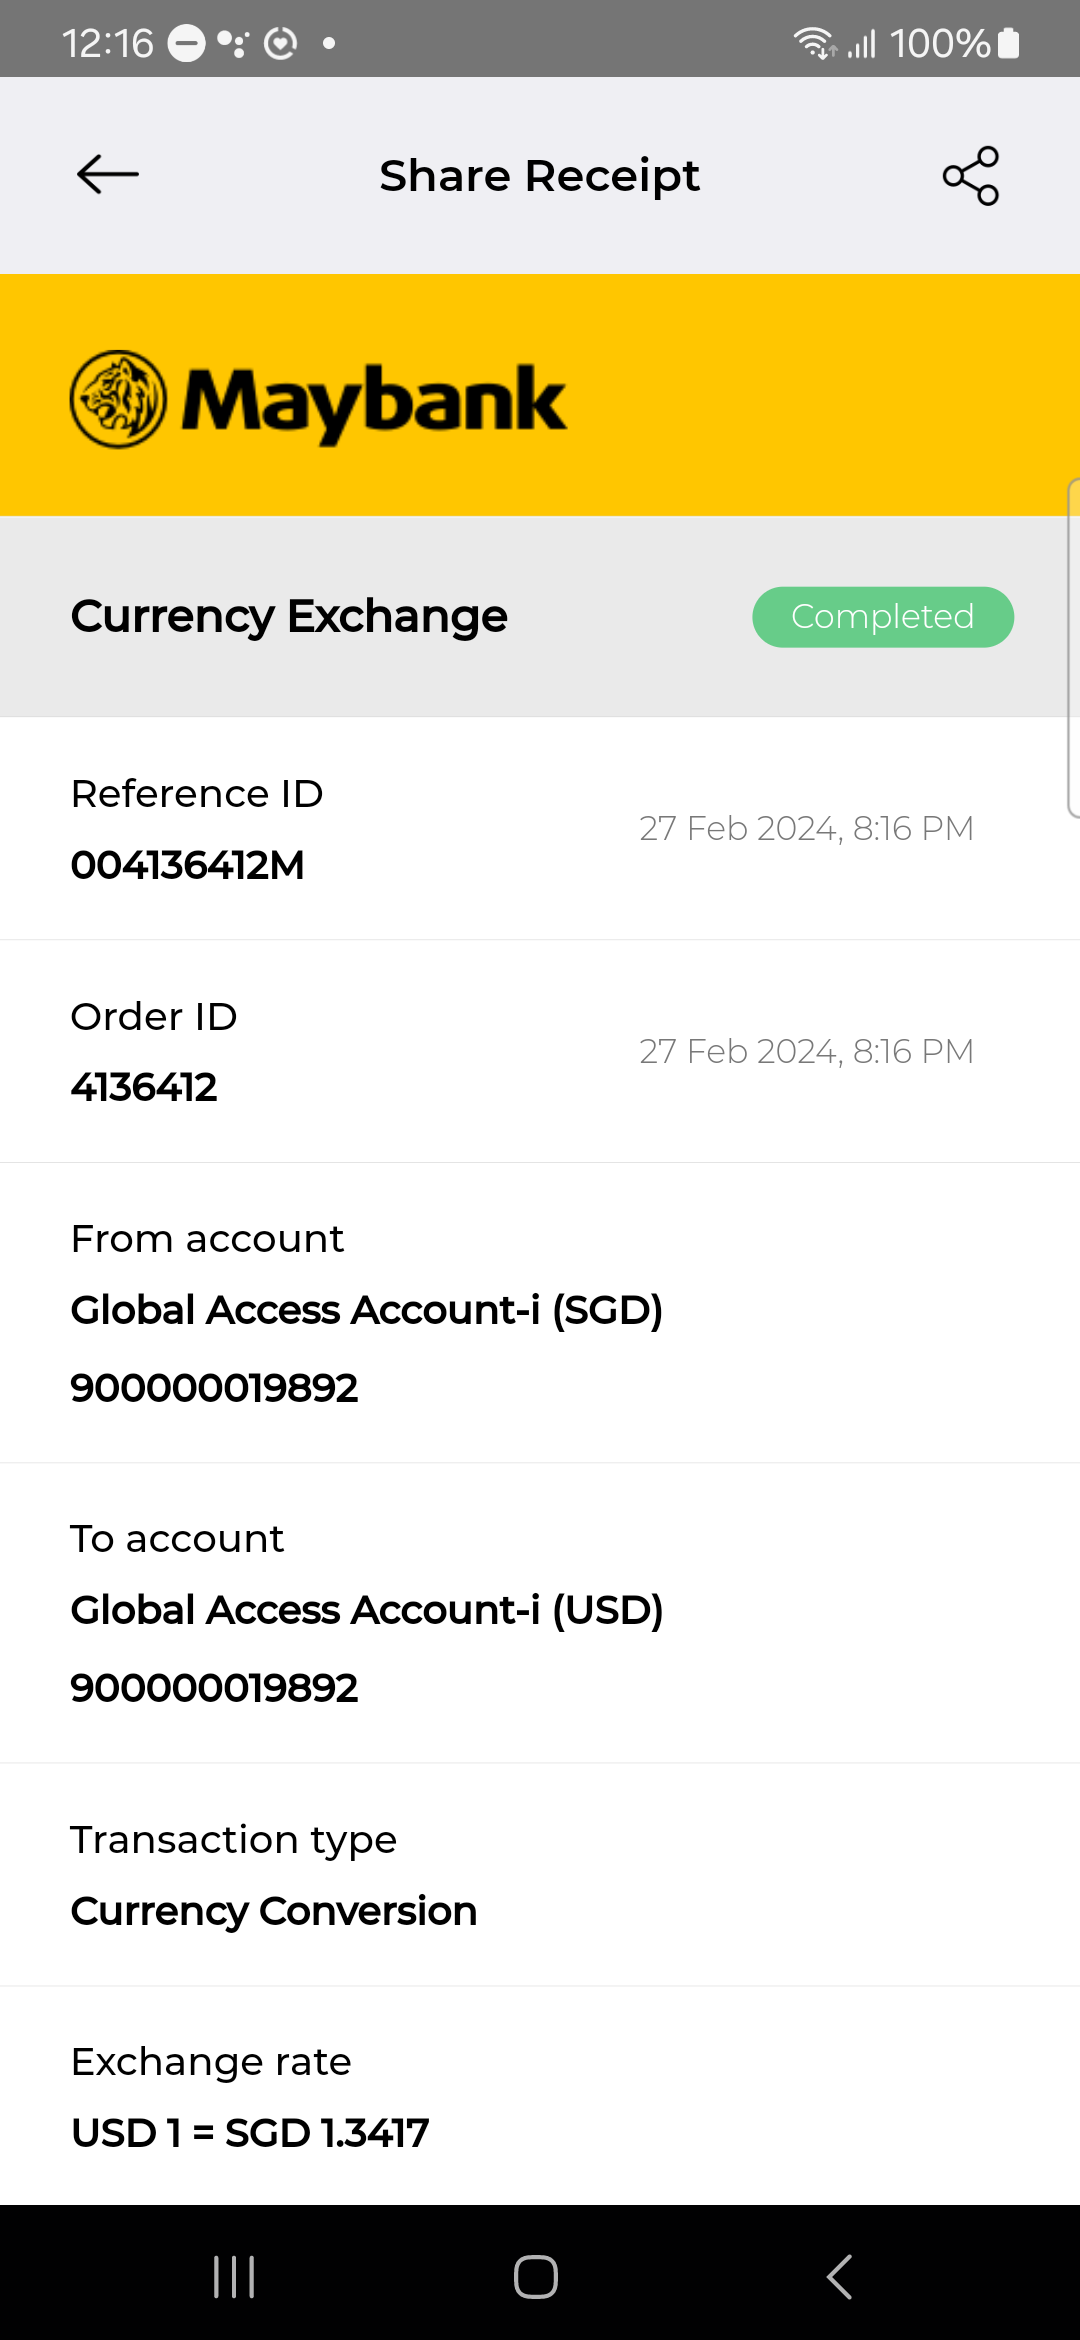 12:16
100%
Share Receipt
Maybank
Currency Exchange
Completed
Reference ID
27 Feb 2024, 8:16 PM
004136412M
Order ID
27 Feb 2024, 8:16 PM
4136412
From account
Global Access Account-i (SGD)
900000019892
To account
Global Access Account-i (USD)
900000019892
Transaction type
Currency Conversion
Exchange rate
USD 1 = SGD 1.3417